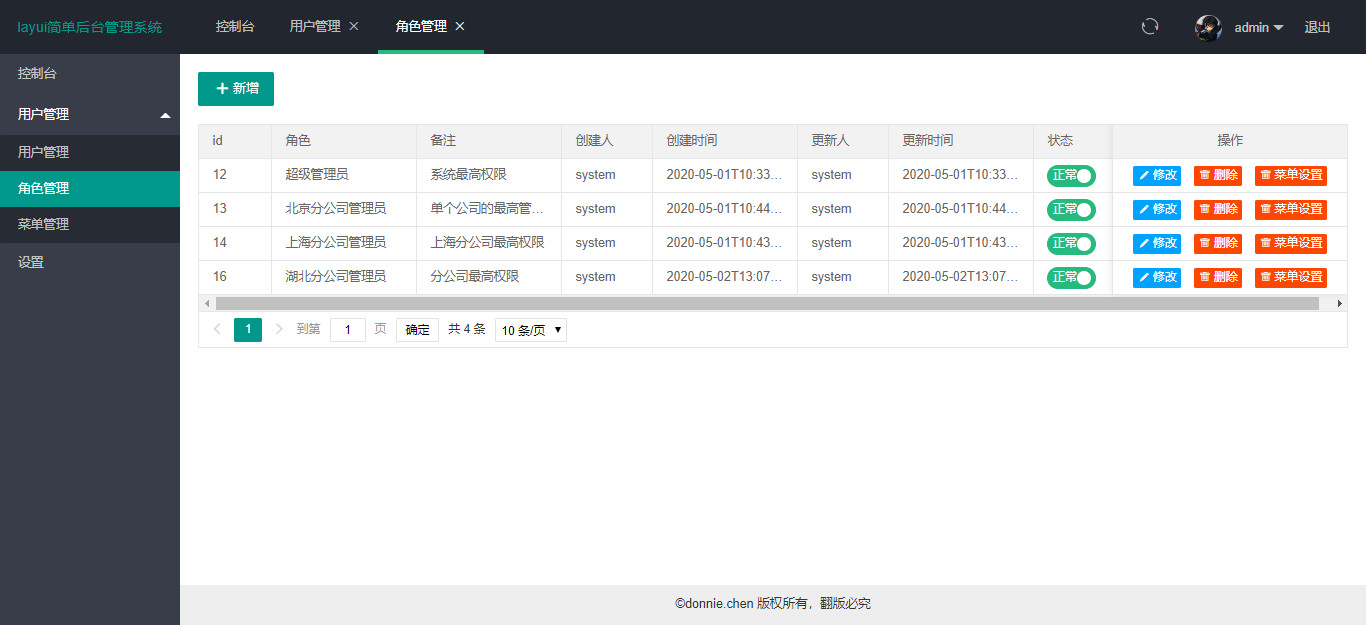 layui简单后台管理系统 控制台 用户管理 角色管理 admin 退出
控制台
用户管理
用户管理
角色管理
菜单管理
设置
新增
id 角色 备注 创建人 创建时间 更新人 更新时间 状态 操作
12 超级管理员 系统最高权限 system 2020-05-01T10:33... system 2020-05-01T10:33... 正常 修改 删除 菜单设置
13 北京分公司管理员 单个公司的最高管... system 2020-05-01T10:44... system 2020-05-01T10:44... 正常 修改 删除 菜单设置
14 上海分公司管理员 上海分公司最高权限 system 2020-05-01T10:43... system 2020-05-01T10:43... 正常 修改 删除 菜单设置
16 湖北分公司管理员 分公司最高权限 system 2020-05-02T13:07... system 2020-05-02T13:07... 正常 修改 删除 菜单设置
1 到第 1 页 确定 共 4 条 10 条/页
©donnie.chen 版权所有，翻版必究